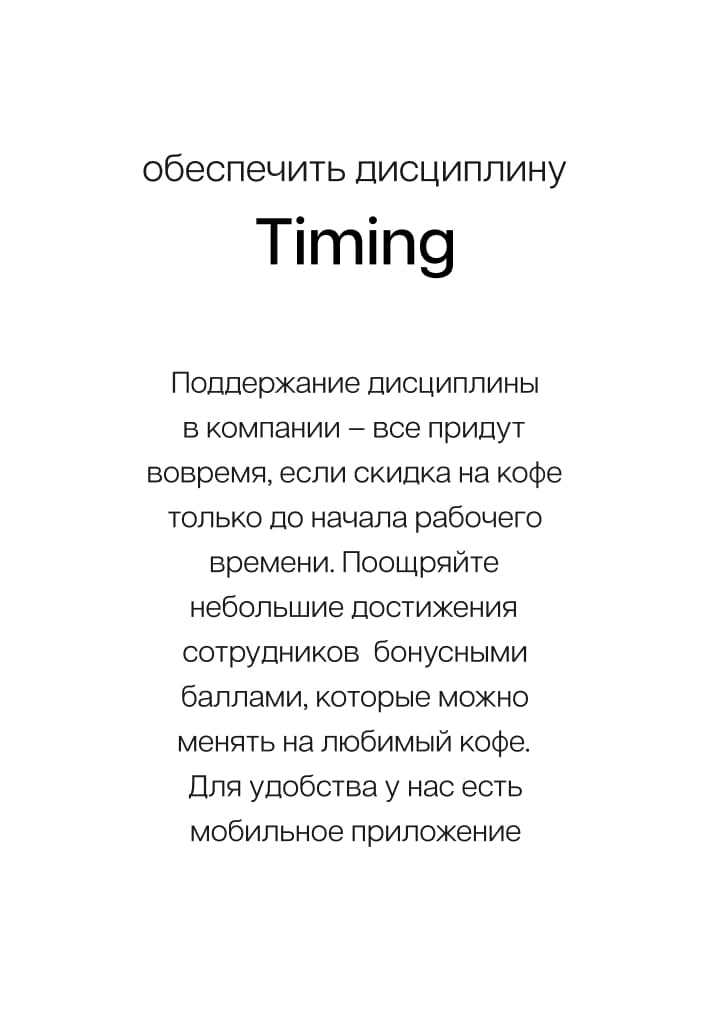 обеспечить дисциплину
Timing
Поддержание дисциплины
в компании – все придут
вовремя, если скидка на кофе
только до начала рабочего
времени. Поощряйте
небольшие достижения
сотрудников  бонусными
баллами, которые можно
менять на любимый кофе.
Для удобства у нас есть
мобильное приложение